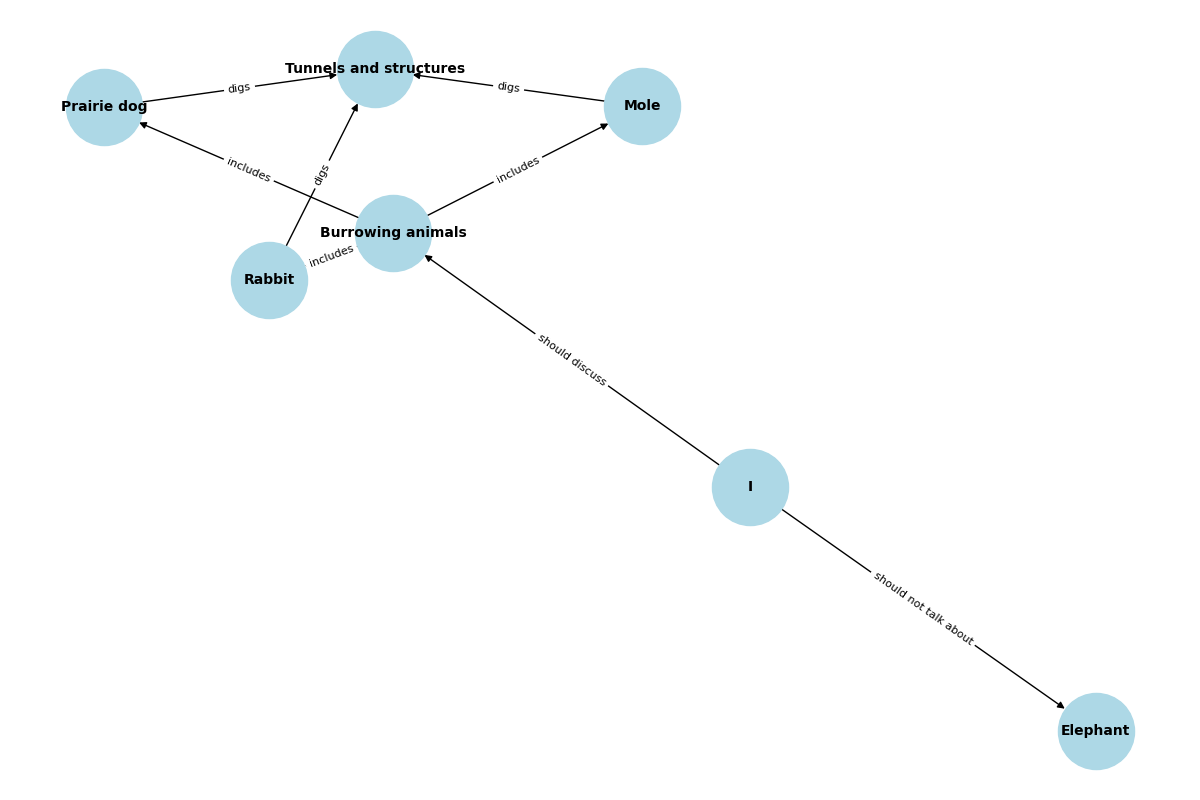 Tunnels and structures
digs
digs
Prairie dog
Mole
includes
digs
includes
Burrowing animals
includes
Rabbit
should discuss
I
should not talk about
Elephant